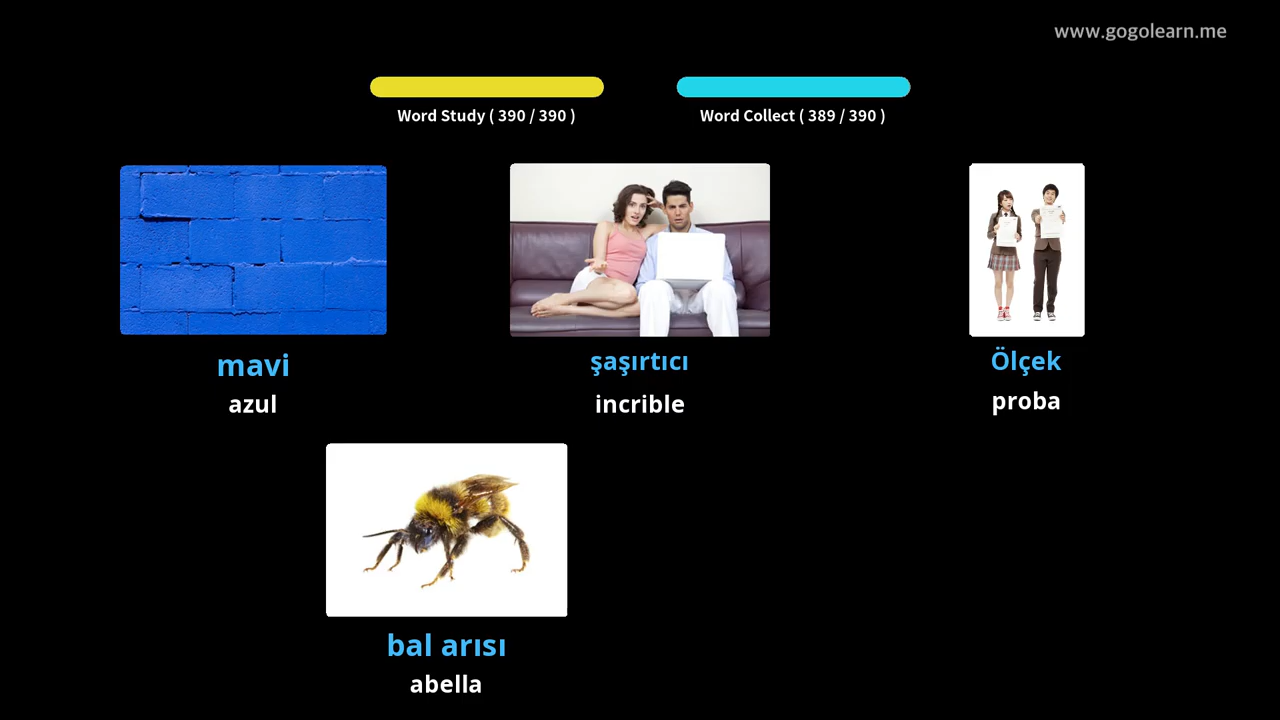 www.gogolearn.me
Word Study ( 390 / 390 )
Word Collect ( 389 / 390 )
mavi
azul
şaşırtıcı
incrible
Ölçek
proba
bal arısı
abella